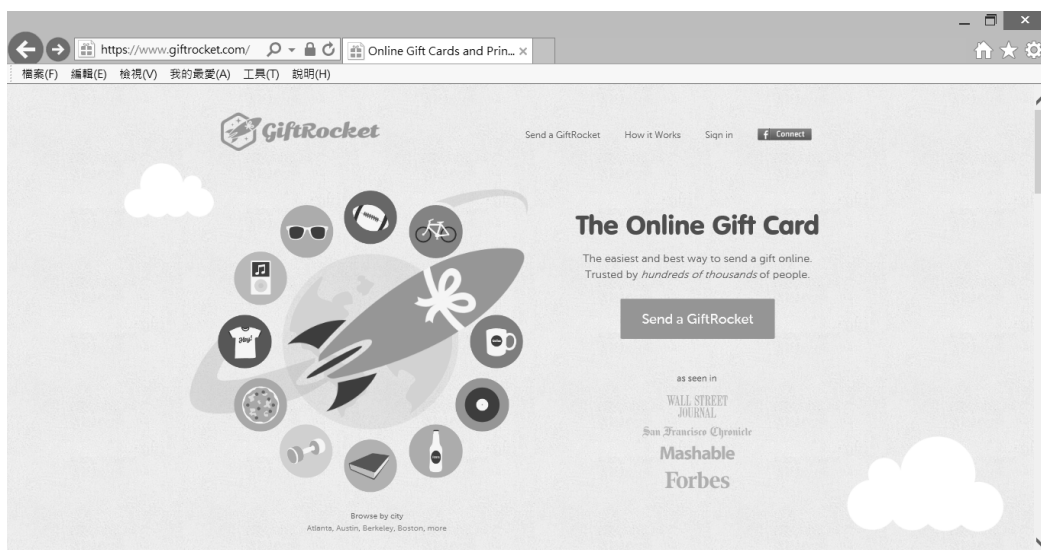 https://www.giftrocket.com/
Online Gift Cards and Prin...
檔案(F) 編輯(E) 檢視(V) 我的最愛(A) 工具(T) 說明(H)
GiftRocket
Send a GiftRocket How it Works Sign in f Connect
The Online Gift Card
The easiest and best way to send a gift online.
Trusted by hundreds of thousands of people.
Send a GiftRocket
as seen in
WALL STREET
JOURNAL
San Francisco Chronicle
Mashable
Forbes
Browse by city
Atlanta, Austin, Berkeley, Boston, more